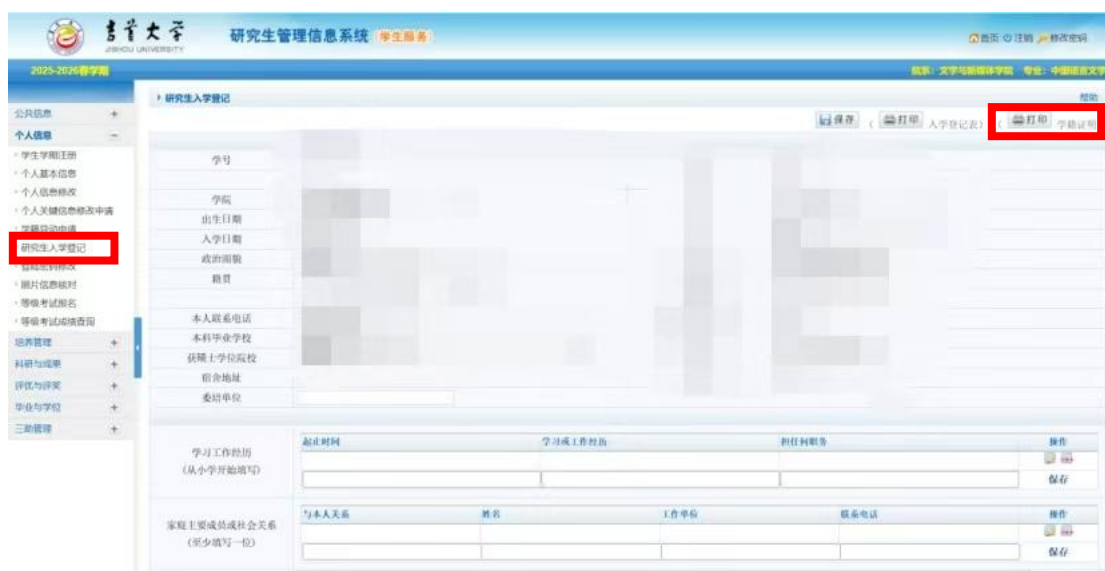 吉首大学
JISHOU UNIVERSITY
研究生管理信息系统 学生服务
首页 注销 修改密码
2025-2026春学期
院系：文学与新媒体学院 专业：中国语言文学
研究生入学登记
帮助
保存 （ 打印 入学登记表）（ 打印 学籍证明
公共信息 +
个人信息 −
学生学期注册
个人基本信息
个人信息修改
个人关键信息修改申请
学籍异动申请
研究生入学登记
登陆密码修改
照片信息核对
等级考试报名
等级考试成绩查询
培养管理 +
科研与成果 +
评优与评奖 +
毕业与学位 +
三助管理 +
学号
学院
出生日期
入学日期
政治面貌
籍贯
本人联系电话
本科毕业学校
获硕士学位院校
宿舍地址
委培单位
学习工作经历
（从小学开始填写）
起止时间 学习或工作经历 担任何职务 操作
保存
家庭主要成员或社会关系
（至少填写一位）
与本人关系 姓名 工作单位 联系电话 操作
保存